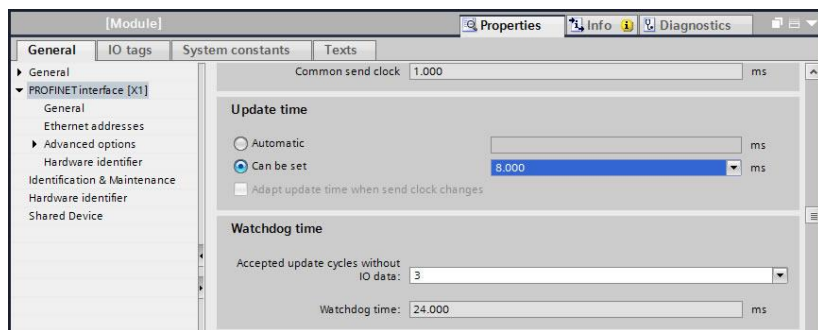 [Module]
Properties
Info
Diagnostics
General
IO tags
System constants
Texts
General
PROFINET interface [X1]
General
Ethernet addresses
Advanced options
Hardware identifier
Identification & Maintenance
Hardware identifier
Shared Device
Common send clock 1.000 ms
Update time
Automatic ms
Can be set 8.000 ms
Adapt update time when send clock changes
Watchdog time
Accepted update cycles without
IO data: 3
Watchdog time: 24.000 ms